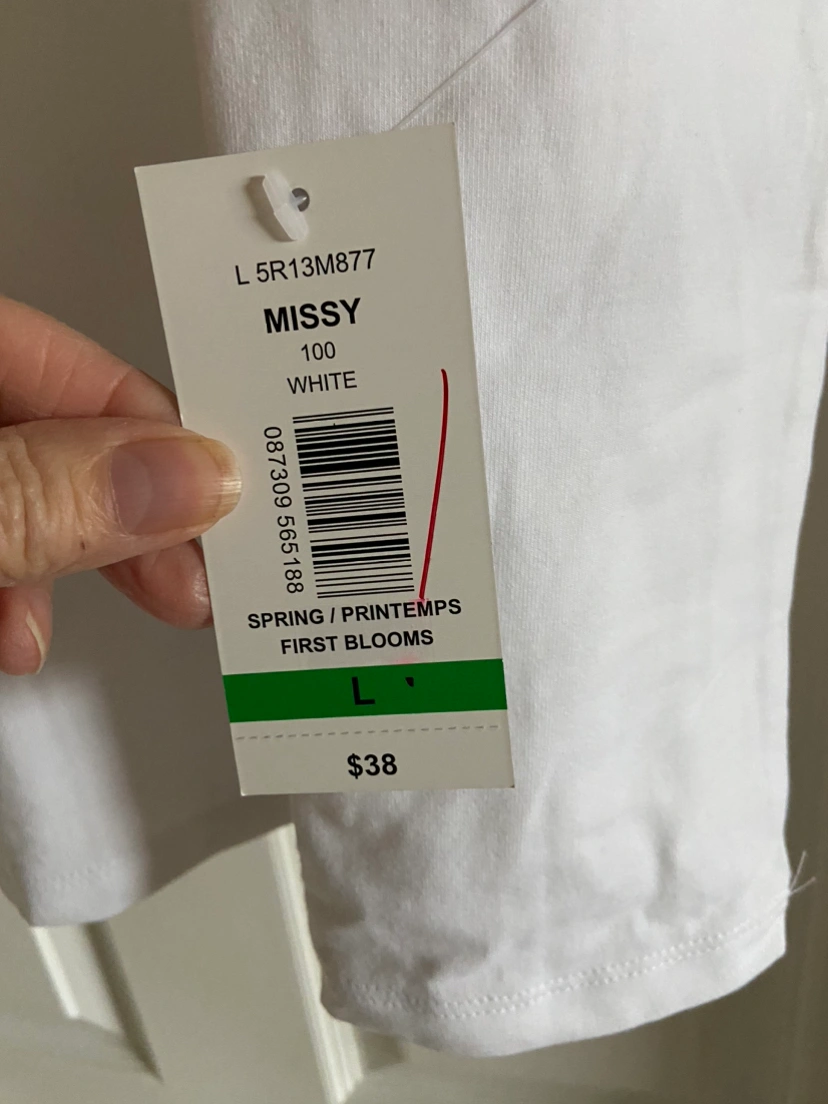 L 5R13M877
MISSY
100
WHITE
087309 565188
SPRING / PRINTEMPS
FIRST BLOOMS
L
$38